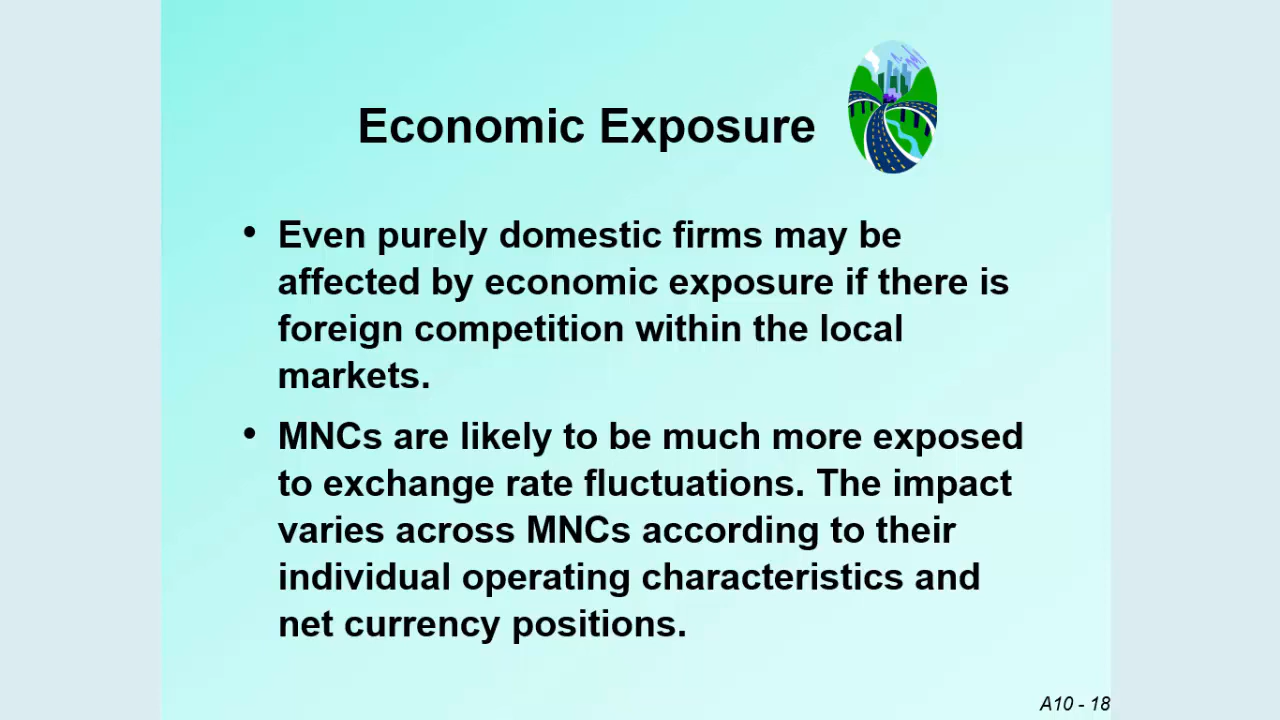 Economic Exposure
• Even purely domestic firms may be
affected by economic exposure if there is
foreign competition within the local
markets.
• MNCs are likely to be much more exposed
to exchange rate fluctuations. The impact
varies across MNCs according to their
individual operating characteristics and
net currency positions.
A10 - 18